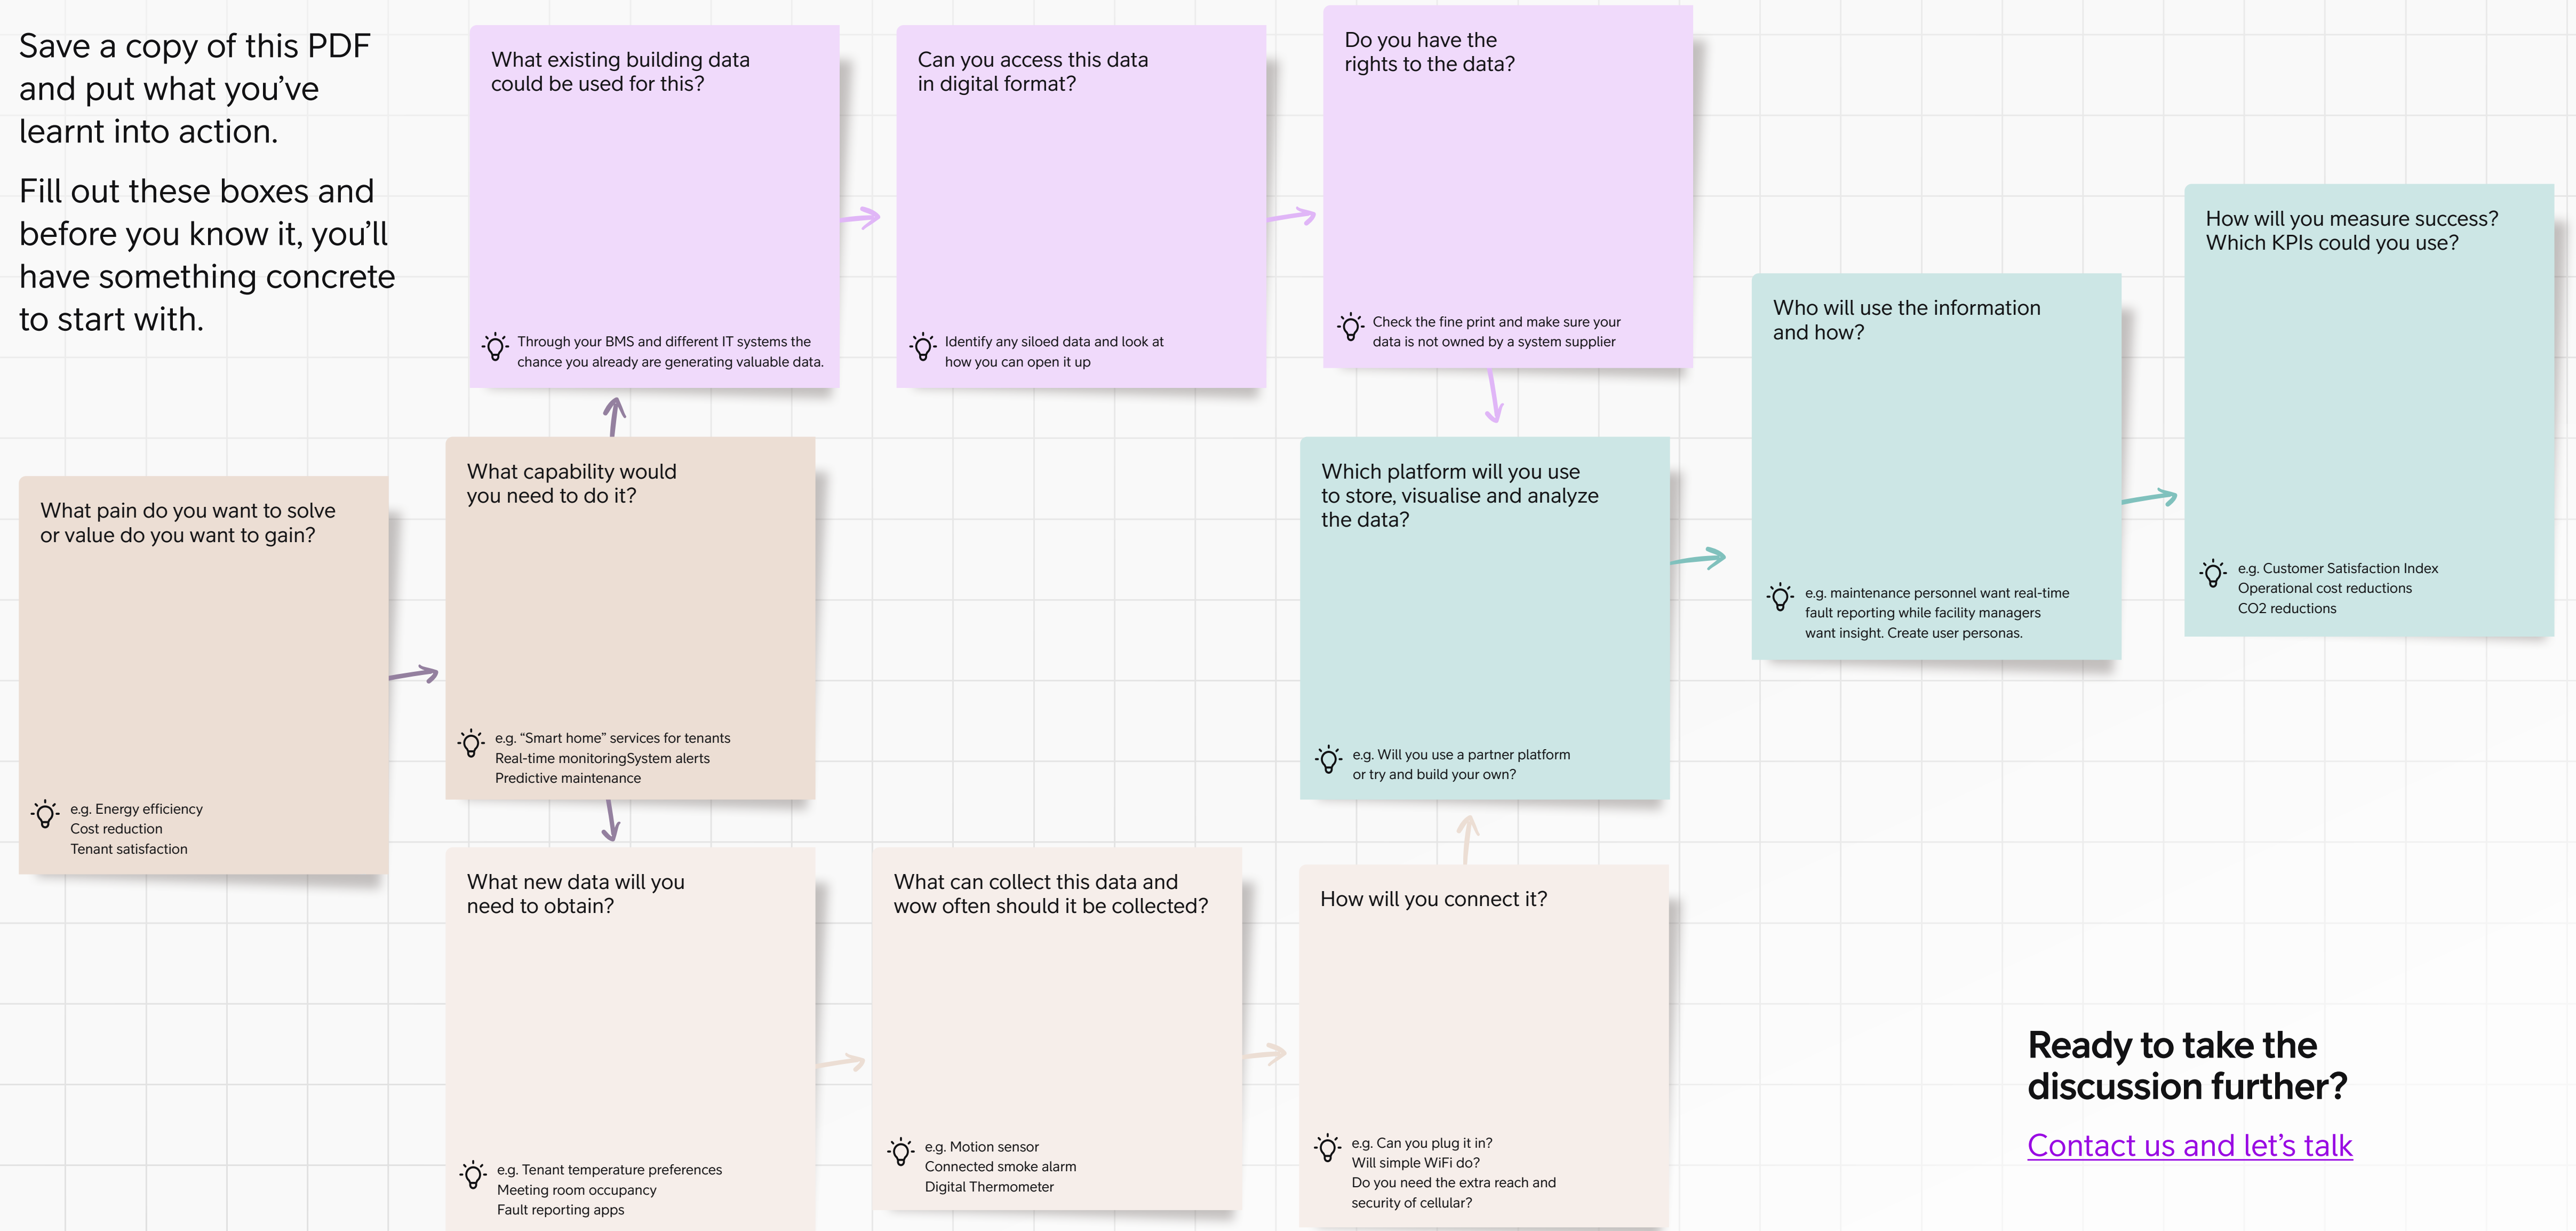 Save a copy of this PDF
and put what you’ve
learnt into action.
Fill out these boxes and
before you know it, you’ll
have something concrete
to start with.
What pain do you want to solve
or value do you want to gain?
e.g. Energy efficiency
Cost reduction
Tenant satisfaction
What capability would
you need to do it?
e.g. “Smart home” services for tenants
Real-time monitoringSystem alerts
Predictive maintenance
What existing building data
could be used for this?
Through your BMS and different IT systems the
chance you already are generating valuable data.
Can you access this data
in digital format?
Identify any siloed data and look at
how you can open it up
Do you have the
rights to the data?
Check the fine print and make sure your
data is not owned by a system supplier
What new data will you
need to obtain?
e.g. Tenant temperature preferences
Meeting room occupancy
Fault reporting apps
What can collect this data and
wow often should it be collected?
e.g. Motion sensor
Connected smoke alarm
Digital Thermometer
How will you connect it?
e.g. Can you plug it in?
Will simple WiFi do?
Do you need the extra reach and
security of cellular?
Which platform will you use
to store, visualise and analyze
the data?
e.g. Will you use a partner platform
or try and build your own?
Who will use the information
and how?
e.g. maintenance personnel want real-time
fault reporting while facility managers
want insight. Create user personas.
How will you measure success?
Which KPIs could you use?
e.g. Customer Satisfaction Index
Operational cost reductions
CO2 reductions
Ready to take the
discussion further?
Contact us and let’s talk